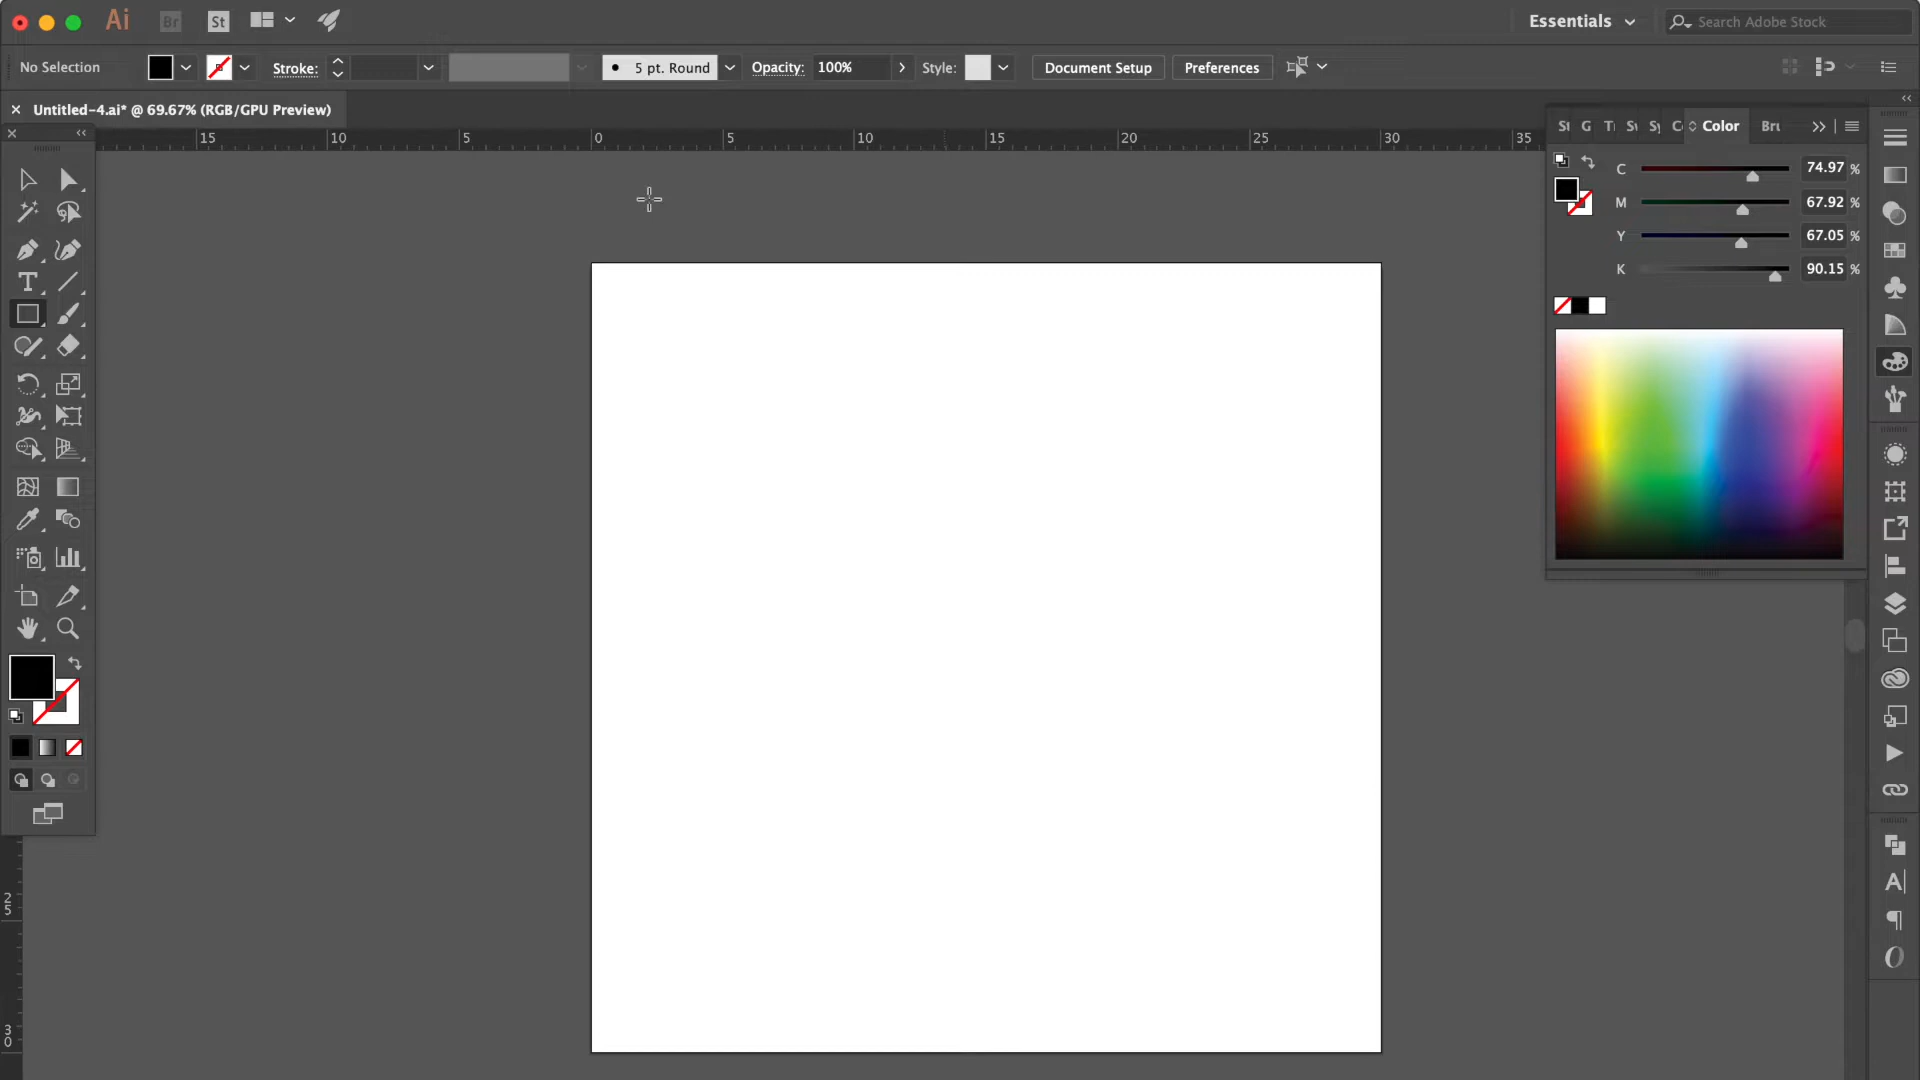 Ai Br St Essentials Search Adobe Stock
No Selection Stroke: 5 pt. Round Opacity: 100% Style: Document Setup Preferences
Untitled-4.ai* @ 69.67% (RGB/GPU Preview)
15 10 5 0 5 10 15 20 25 30 35
Color
C 74.97 %
M 67.92 %
Y 67.05 %
K 90.15 %
25
30